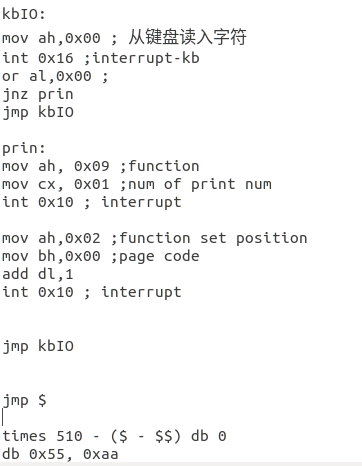 kbIO:
mov ah,0x00 ; 从键盘读入字符
int 0x16 ;interrupt-kb
or al,0x00 ;
jnz prin
jmp kbIO
prin:
mov ah, 0x09 ;function
mov cx, 0x01 ;num of print num
int 0x10 ; interrupt
mov ah,0x02 ;function set position
mov bh,0x00 ;page code
add dl,1
int 0x10 ; interrupt
jmp kbIO
jmp $
times 510 - ($ - $$) db 0
db 0x55, 0xaa